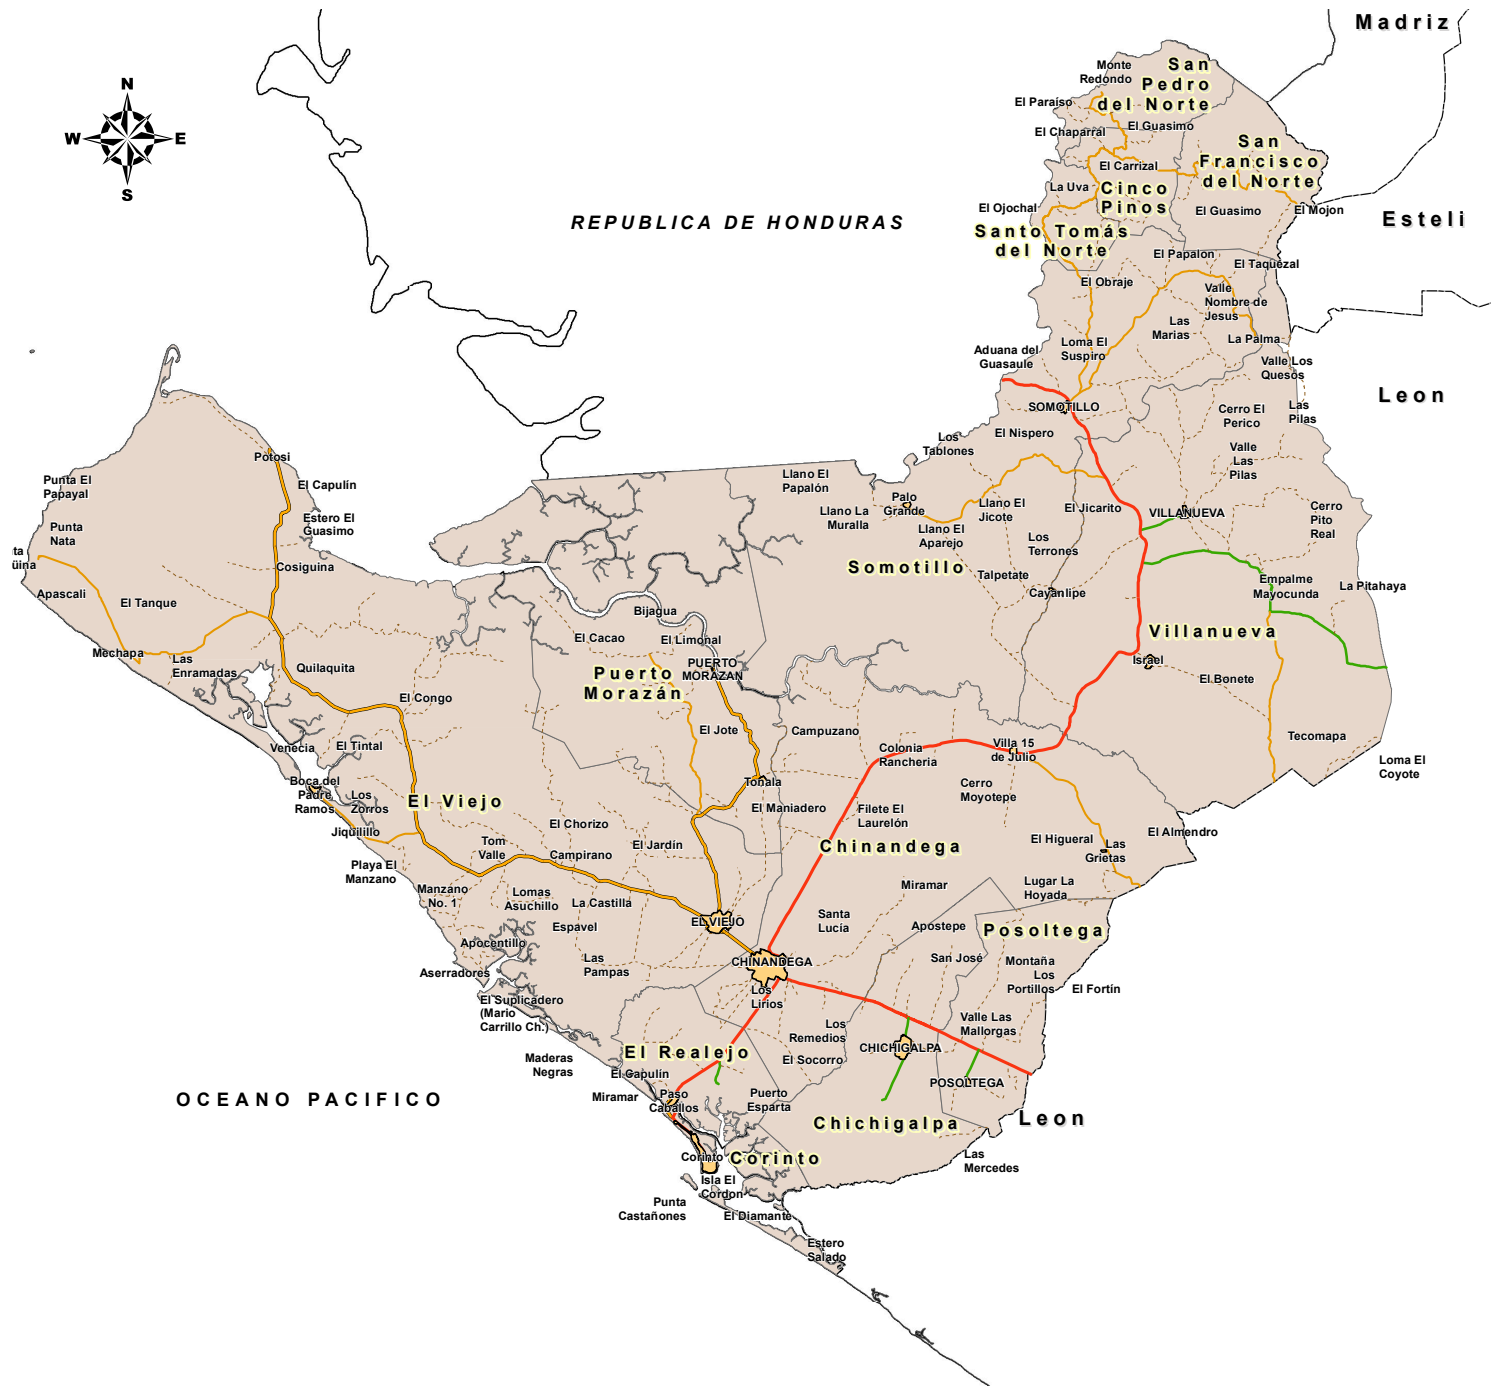 Madriz
N
W
E
S
Monte
Redondo
San
Pedro
del Norte
El Paraíso
El Chaparral
El Guasimo
San
Francisco
del Norte
El Carrizal
La Uva
Cinco
Pinos
El Ojochal
El Guasimo
El Mojon
Esteli
REPUBLICA DE HONDURAS
Santo Tomás
del Norte
El Papalon
El Taquezal
El Obraje
Valle
Nombre de
Jesus
Las
Marias
La Palma
Loma El
Suspiro
Aduana del
Guasaule
Valle Los
Quesos
Leon
SOMOTILLO
Cerro El
Perico
Las
Pilas
El Nispero
Los
Tablones
Valle
Las
Pilas
Potosi
Punta El
Papayal
El Capulín
Llano El
Papalón
Palo
Grande
Llano La
Muralla
Llano El
Jicote
El Jicarito
VILLANUEVA
Cerro
Pito
Real
Estero El
Guasimo
Punta
Nata
Llano El
Aparejo
Los
Terrones
ta
üina
Cosiguina
Somotillo
Talpetate
Cayanlipe
Empalme
Mayocunda
La Pitahaya
Apascali
El Tanque
Bijagua
El Cacao
El Limonal
Villanueva
Mechapa
Las
Enramadas
Quilaquita
PUERTO
MORAZAN
Puerto
Morazán
Israel
El Bonete
El Congo
El Jote
Campuzano
Venecia
El Tintal
Colonia
Rancheria
Villa 15
de Julio
Tecomapa
Loma El
Coyote
Boca del
Padre
Ramos
Los
Zorros
Tonala
Cerro
Moyotepe
El Viejo
El Maniadero
Filete El
Laurelón
Jiquilillo
El Chorizo
El Jardín
Chinandega
El Almendro
El Higueral
Las
Grietas
Tom
Valle
Campirano
Playa El
Manzano
Manzano
No. 1
Lomas
Asuchillo
La Castilla
Miramar
Lugar La
Hoyada
EL VIEJO
Espavel
Santa
Lucía
Apostepe
Posoltega
Apocentillo
Las
Pampas
CHINANDEGA
San José
Montaña
Los
Portillos
Aserradores
El Fortín
El Suplicadero
(Mario
Carrillo Ch.)
Los
Lirios
Valle Las
Mallorgas
Los
Remedios
El Realejo
El Socorro
CHICHIGALPA
Maderas
Negras
El Capulín
POSOLTEGA
Miramar
Paso
Caballos
Puerto
Esparta
OCEANO PACIFICO
Chichigalpa
Leon
Corinto
Corinto
Las
Mercedes
Isla El
Cordon
Punta
Castañones
El Diamante
Estero
Salado